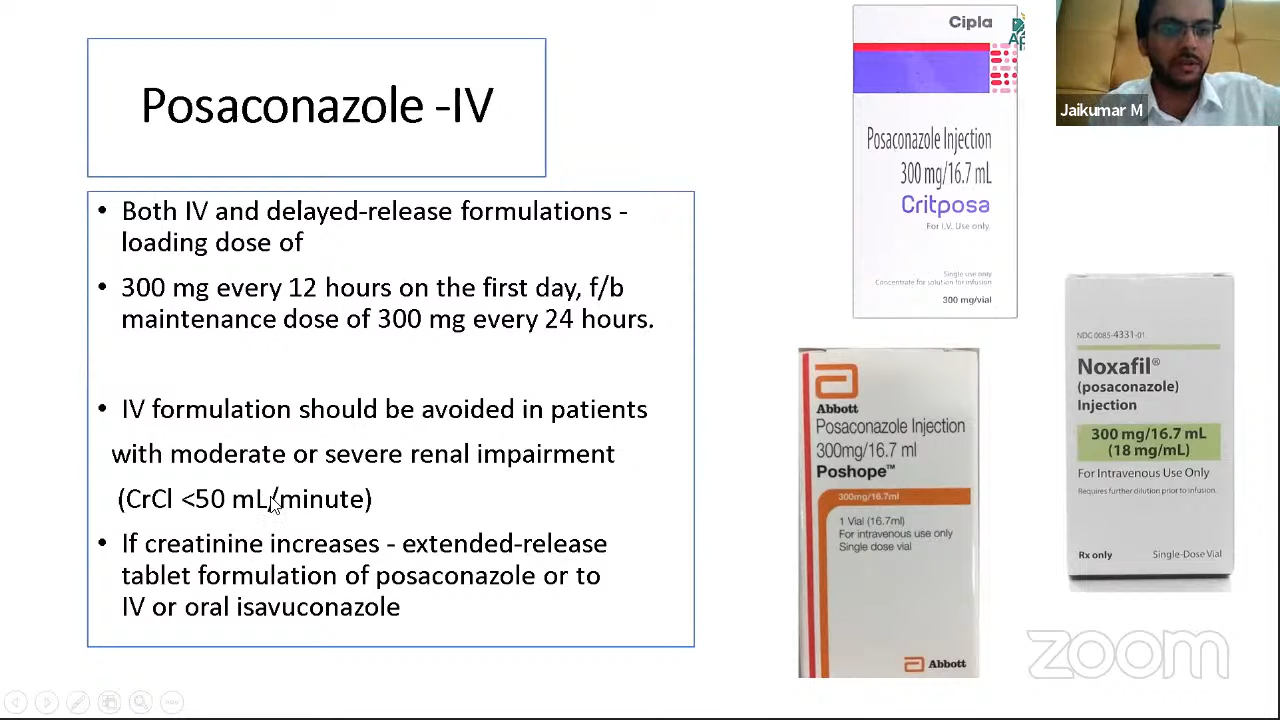 Posaconazole -IV
• Both IV and delayed-release formulations -
loading dose of
• 300 mg every 12 hours on the first day, f/b
maintenance dose of 300 mg every 24 hours.
• IV formulation should be avoided in patients
with moderate or severe renal impairment
(CrCl <50 mL/minute)
• If creatinine increases - extended-release
tablet formulation of posaconazole or to
IV or oral isavuconazole
Cipla
Posaconazole Injection
300 mg/16.7 mL
Critposa
For I.V. Use only
Single use only
Concentrate for solution for infusion
300 mg/vial
Jaikumar M
Abbott
Posaconazole Injection
300mg/16.7 ml
Poshope™
300mg/16.7ml
1 Vial (16.7ml)
For intravenous use only
Single dose vial
Abbott
NDC 0085-4331-01
Noxafil®
(posaconazole)
Injection
300 mg/16.7 mL
(18 mg/mL)
For Intravenous Use Only
Requires further dilution prior to infusion.
Rx only
Single-Dose Vial
zoom